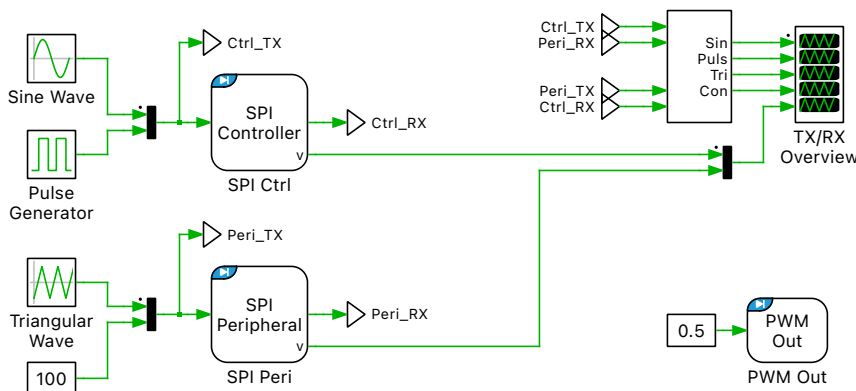 Sine Wave
Pulse
Generator
Ctrl_TX
SPI
Controller
v
SPI Ctrl
Ctrl_RX
Ctrl_TX
Peri_RX
Peri_TX
Ctrl_RX
Sin
Puls
Tri
Con
TX/RX
Overview
Triangular
Wave
100
Peri_TX
SPI
Peripheral
v
SPI Peri
Peri_RX
0.5
PWM
Out
PWM Out